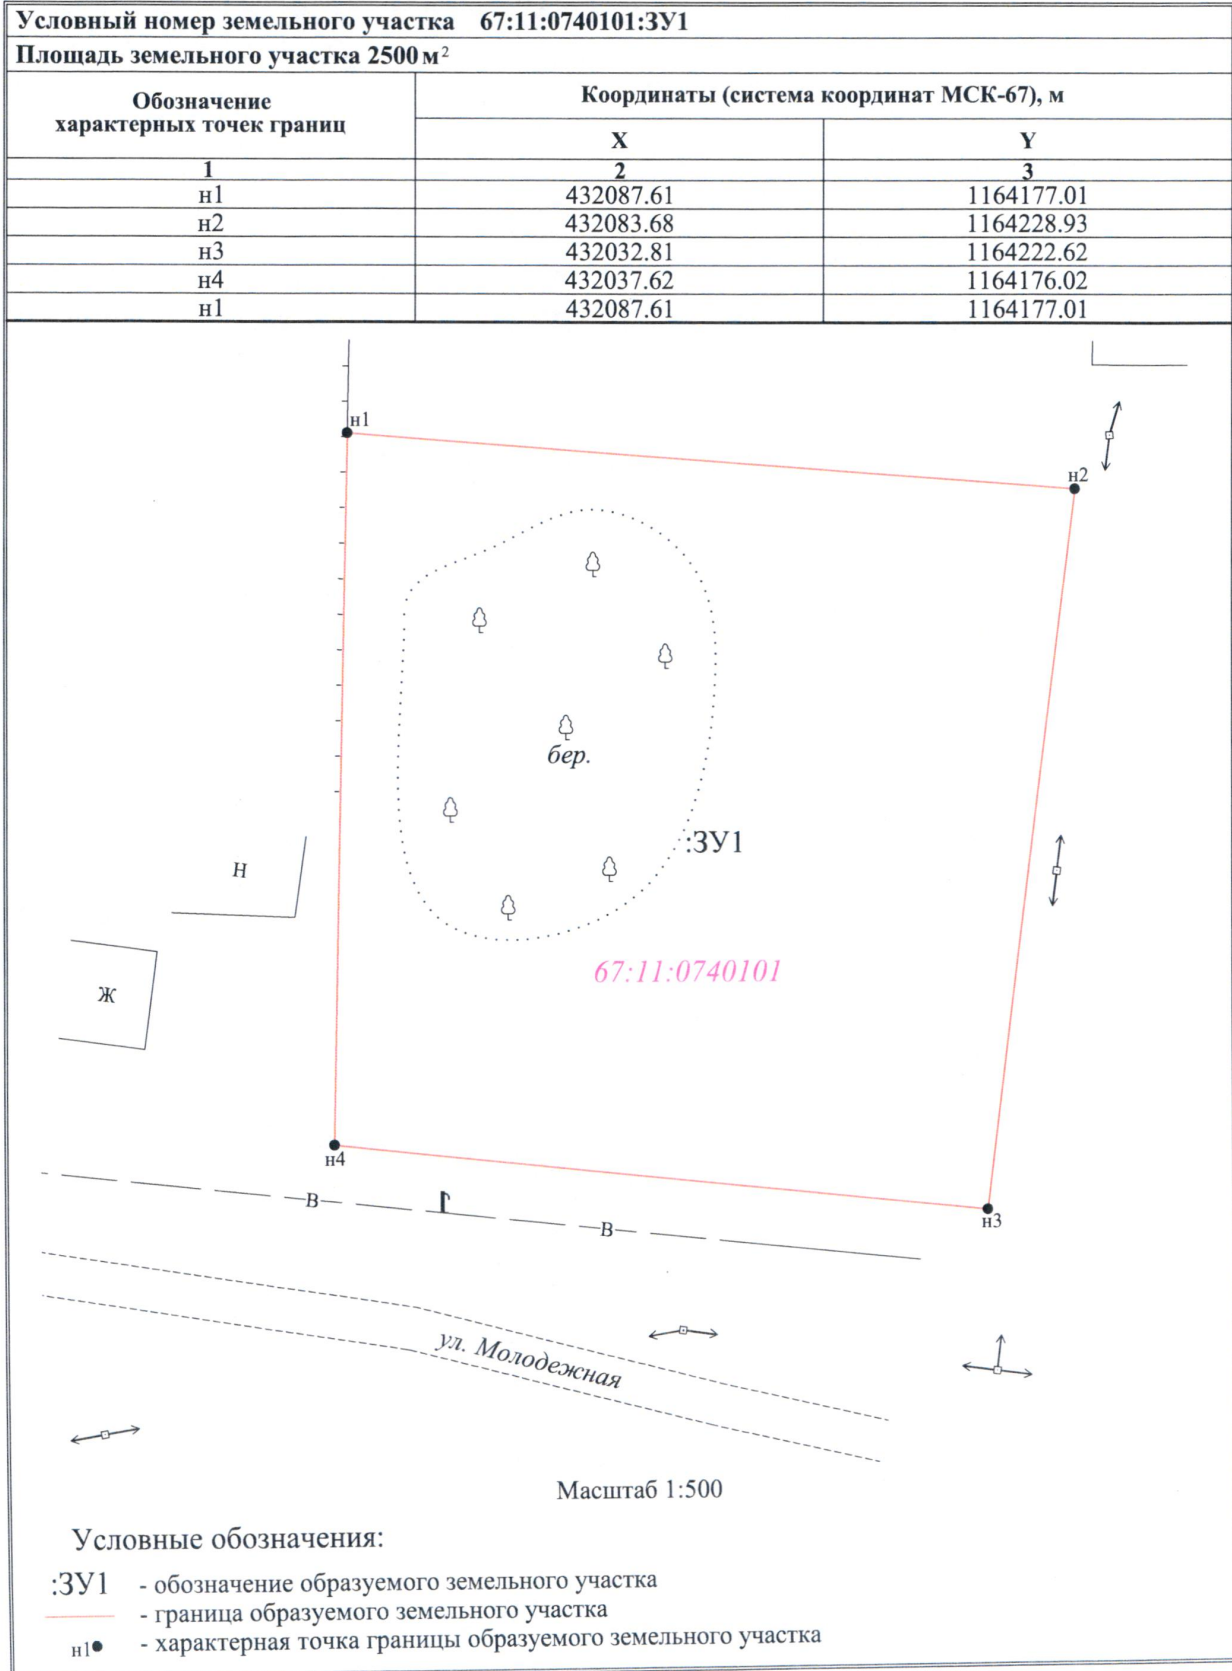 Условный номер земельного участка 67:11:0740101:ЗУ1
Площадь земельного участка 2500 м²
Обозначение характерных точек границ
Координаты (система координат МСК-67), м
X Y
1 2 3
н1 432087.61 1164177.01
н2 432083.68 1164228.93
н3 432032.81 1164222.62
н4 432037.62 1164176.02
н1 432087.61 1164177.01
н1
н2
бер.
:ЗУ1
Н
67:11:0740101
Ж
н4
н3
В
1
В
ул. Молодежная
Масштаб 1:500
Условные обозначения:
:ЗУ1 - обозначение образуемого земельного участка
- граница образуемого земельного участка
н1 - характерная точка границы образуемого земельного участка